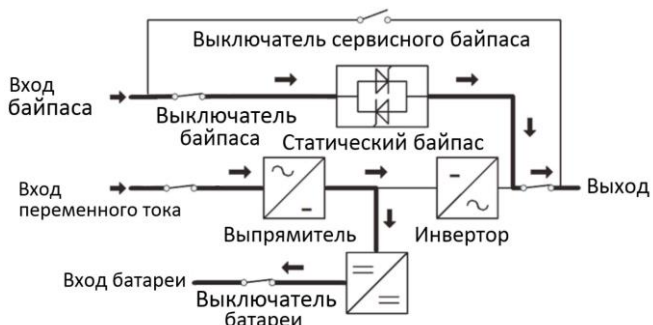 Выключатель сервисного байпаса
Вход
байпаса
Выключатель
байпаса
Статический байпас
Вход
переменного тока
Выход
Выпрямитель
Инвертор
Вход батареи
Выключатель
батареи